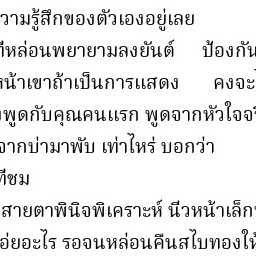 วามรู้สึกของตัวเองอยู่เลย
ทีหล่อนพยายามลงยันต์ ป้องกัน
หน้าเขาถ้าเป็นการแสดง คงจะ
พูดกับคุณคนแรก พูดจากหัวใจจริ
จากบ่ามาพับ เท่าไหร่ บอกว่า
ทีชม
สายตาพินิจพิเคราะห์ นีวหน้าเล็ก
อ่ยอะไร รอจนหล่อนคืนสไบทองให้